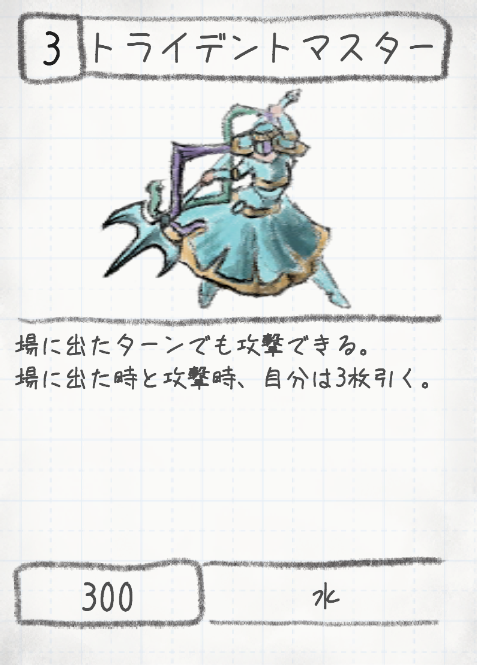 3 トライデントマスター
場に出たターンでも攻撃できる。
場に出た時と攻撃時、自分は3枚引く。
300 水